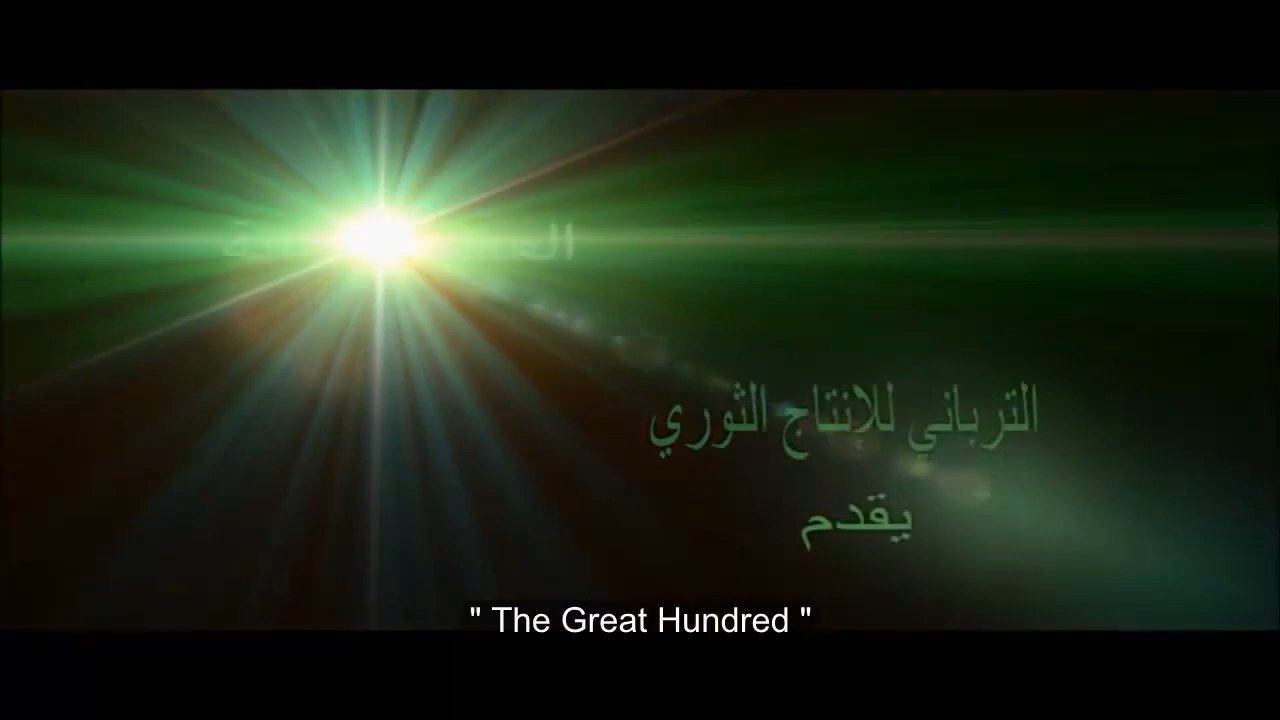 الترباني للإنتاج الثوري
يقدم
" The Great Hundred "